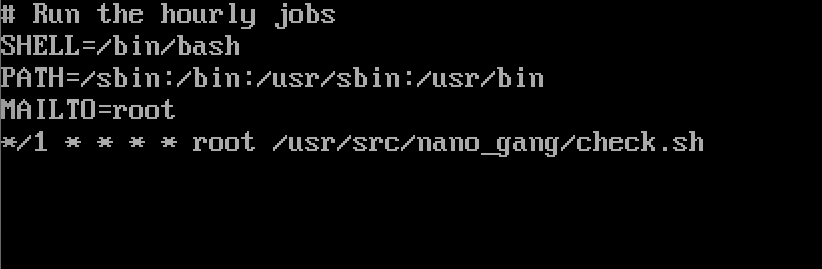 # Run the hourly jobs
SHELL=/bin/bash
PATH=/sbin:/bin:/usr/sbin:/usr/bin
MAILTO=root
*/1 * * * * root /usr/src/nano_gang/check.sh